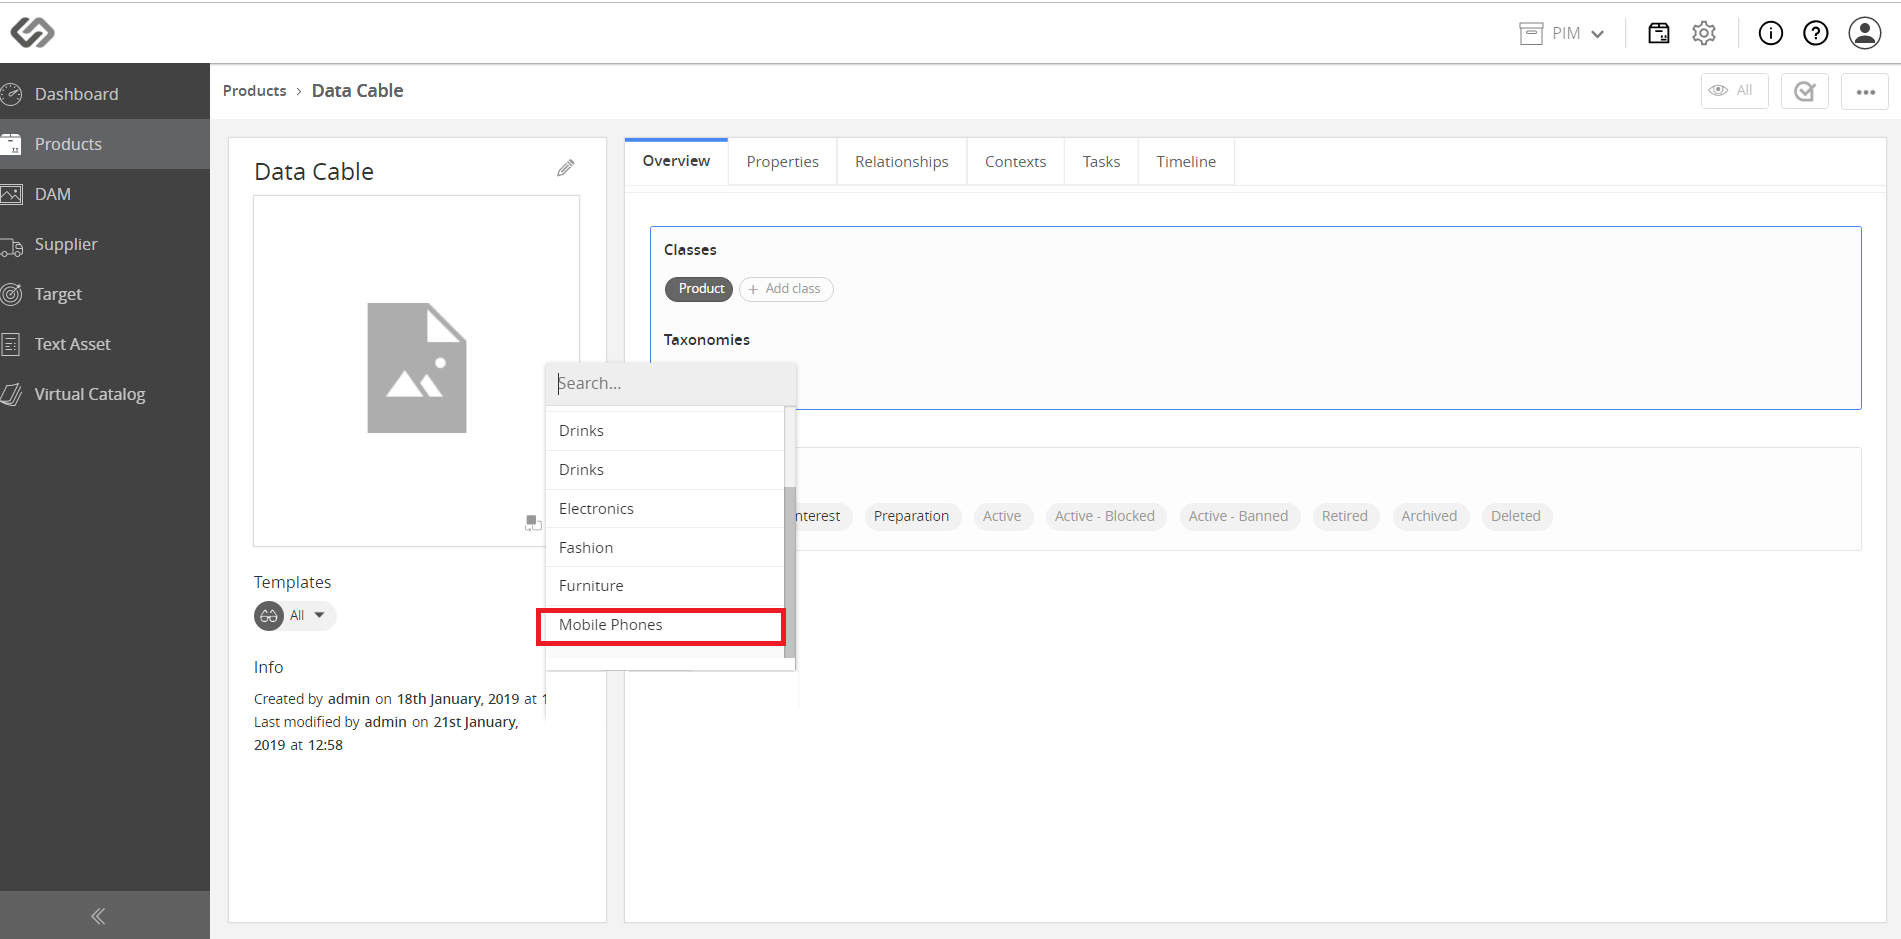 PIM
Dashboard
Products
DAM
Supplier
Target
Text Asset
Virtual Catalog
Products › Data Cable
All
Data Cable
Templates
All
Info
Created by admin on 18th January, 2019 at 1
Last modified by admin on 21st January,
2019 at 12:58
Overview Properties Relationships Contexts Tasks Timeline
Classes
Product + Add class
Taxonomies
Search...
Drinks
Drinks
Electronics
Fashion
Furniture
Mobile Phones
nterest Preparation Active Active - Blocked Active - Banned Retired Archived Deleted